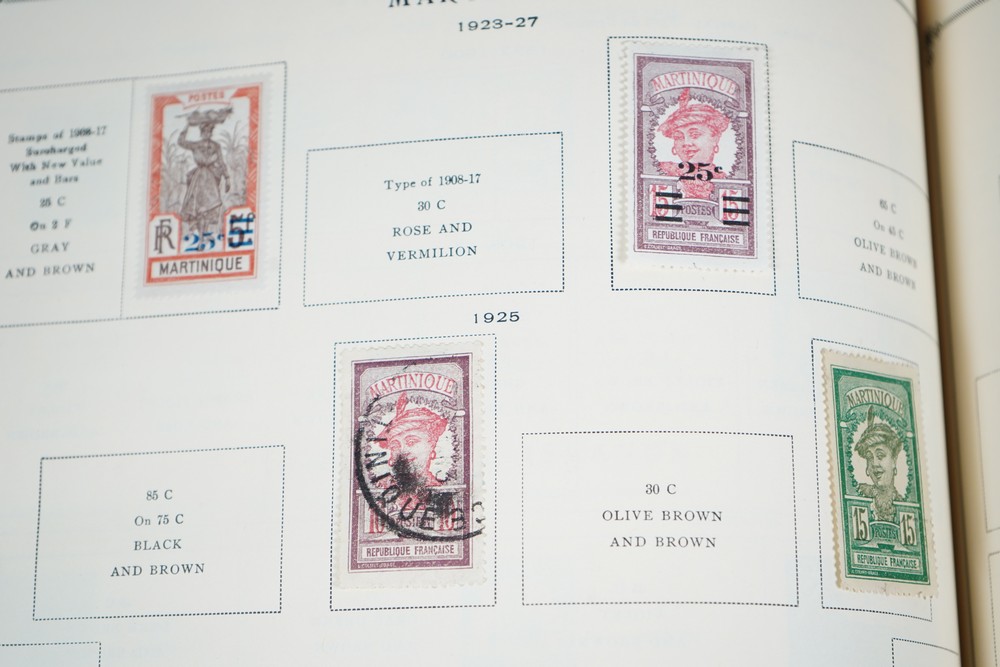 1923-27
Stamps of 1908-17
Surcharged
With New Value
and Bars
25 C
On 2 F
GRAY
AND BROWN
POSTES
RF
25c 5c
MARTINIQUE
Type of 1908-17
30 C
ROSE AND
VERMILION
MARTINIQUE
25c
15 POSTES 15
REPUBLIQUE FRANÇAISE
65 C
On 45 C
OLIVE BROWN
AND BROWN
1925
85 C
On 75 C
BLACK
AND BROWN
MARTINIQUE
REPUBLIQUE FRANÇAISE
30 C
OLIVE BROWN
AND BROWN
MARTINIQUE
15 POSTES 15
REPUBLIQUE FRANÇAISE